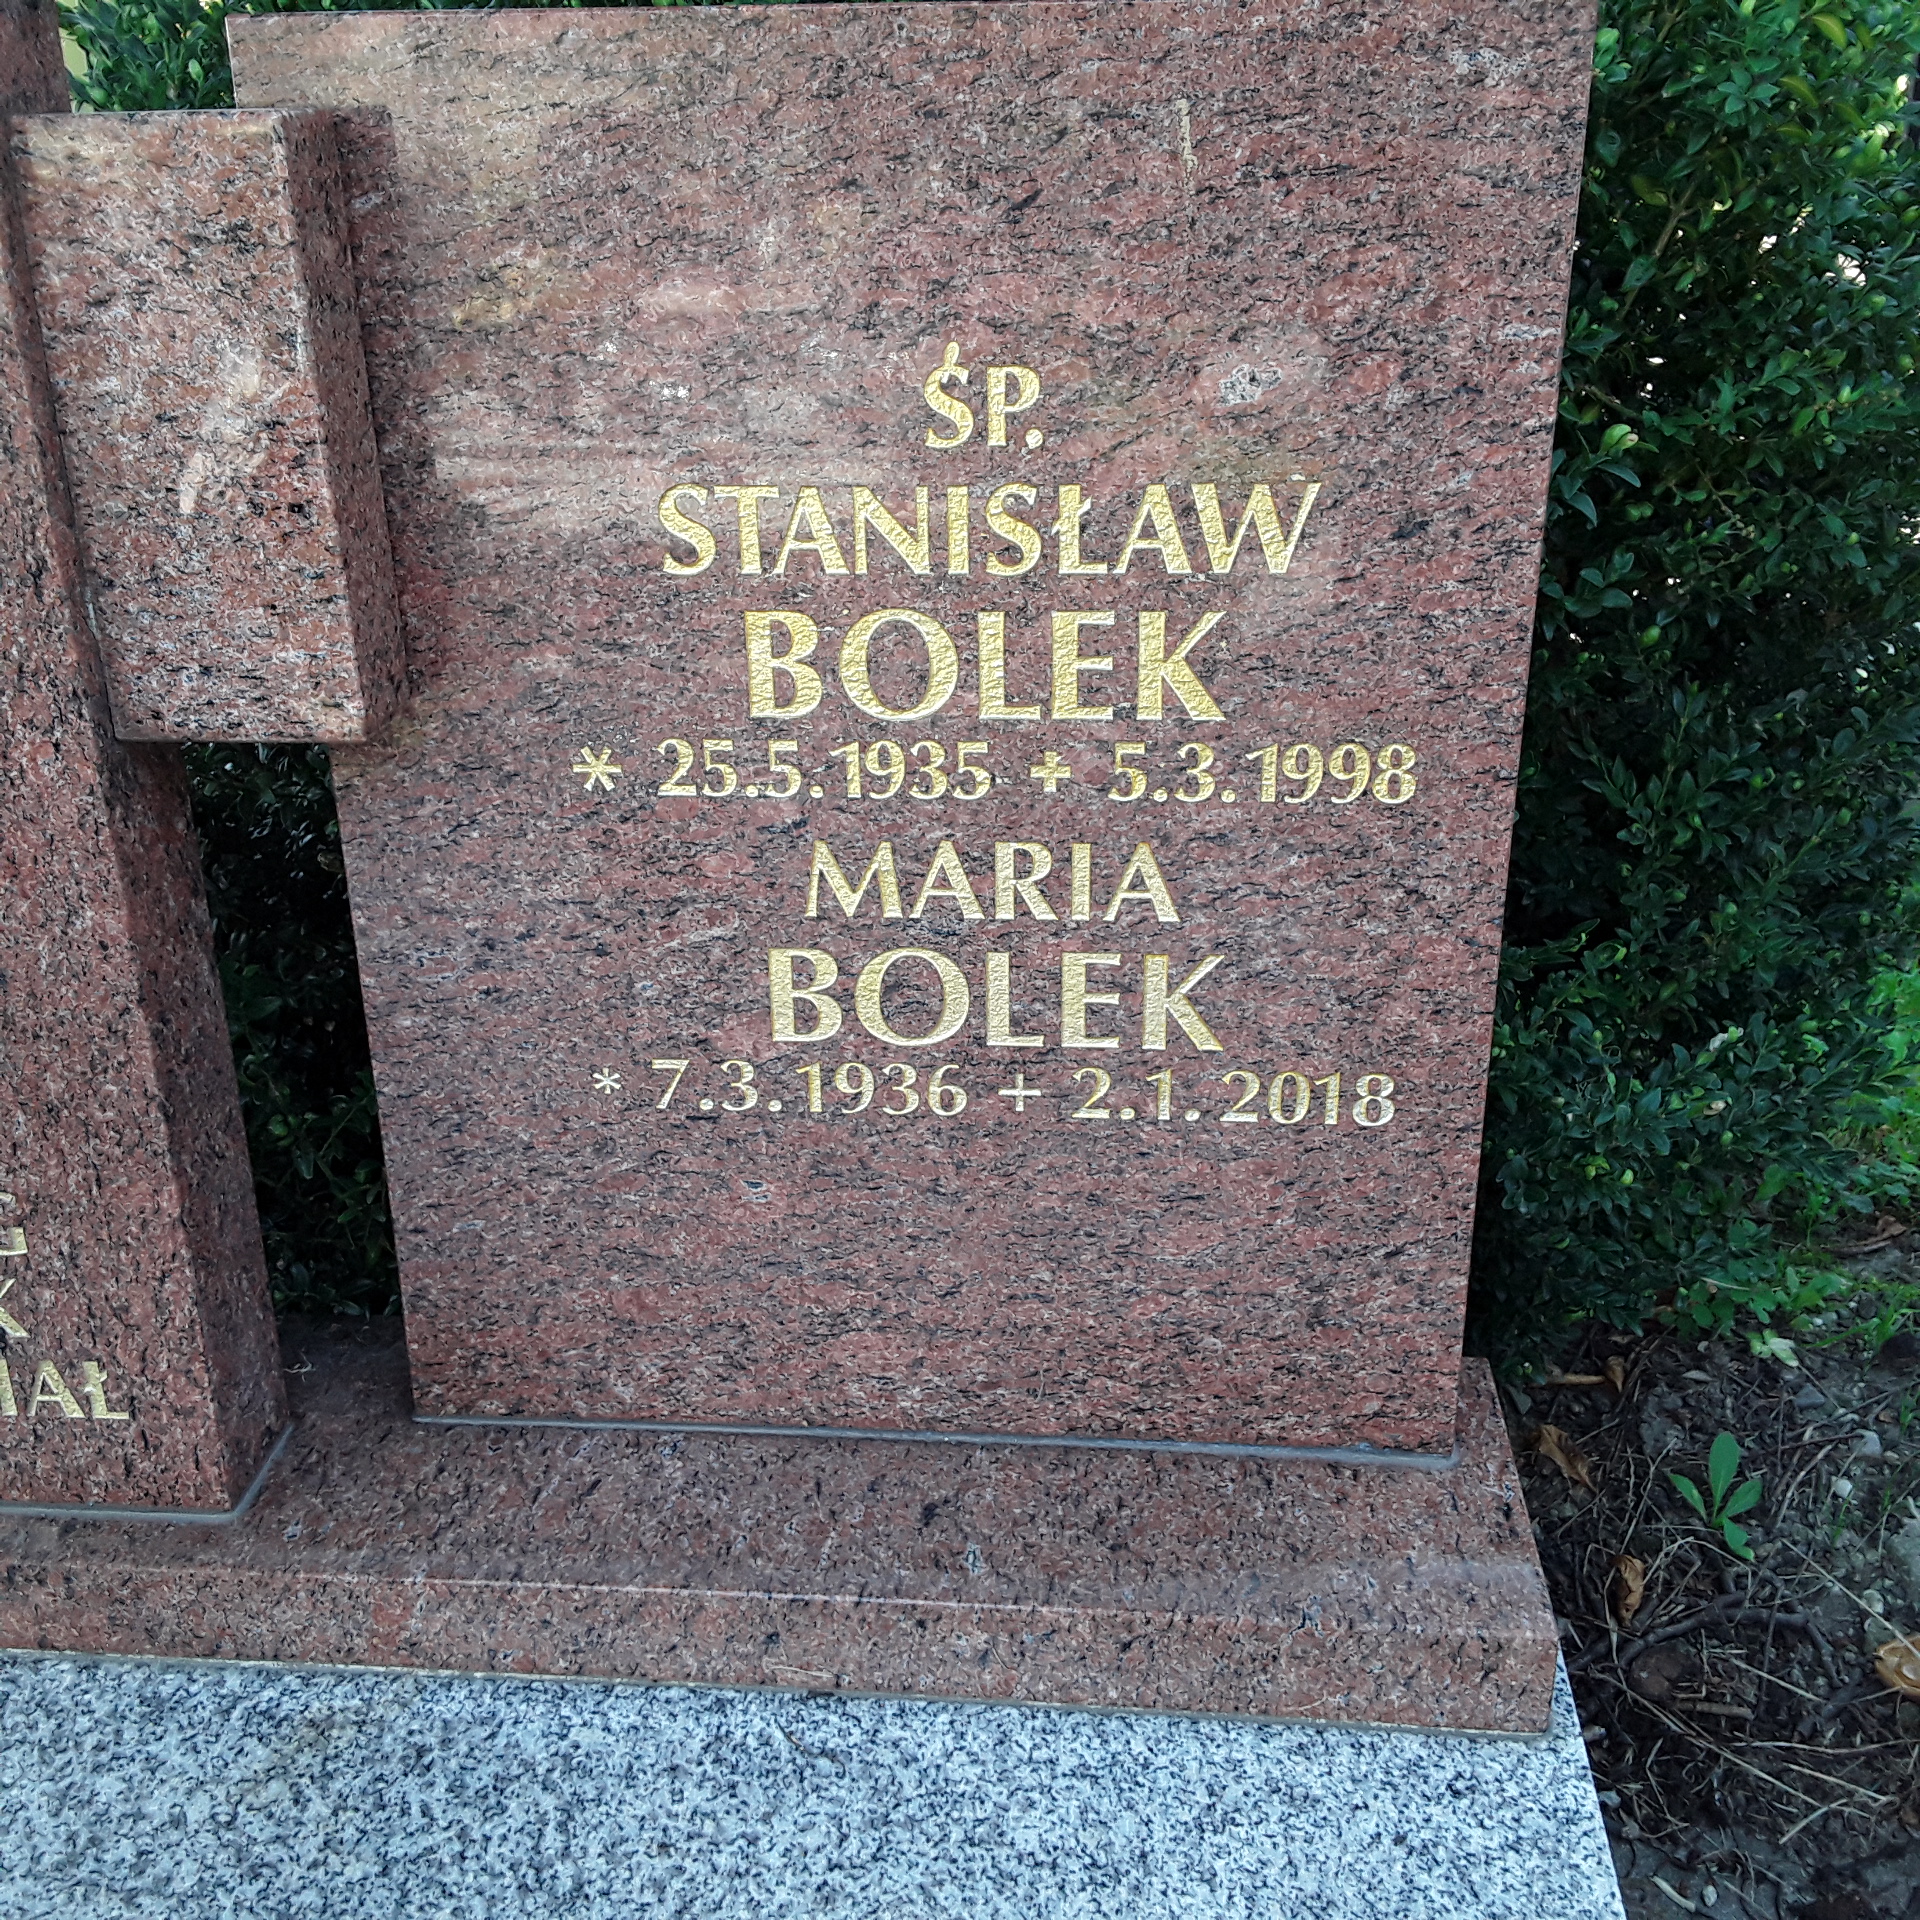 ŚP.
STANISŁAW
BOLEK
* 25.5.1935 + 5.3.1998
MARIA
BOLEK
* 7.3.1936 + 2.1.2018